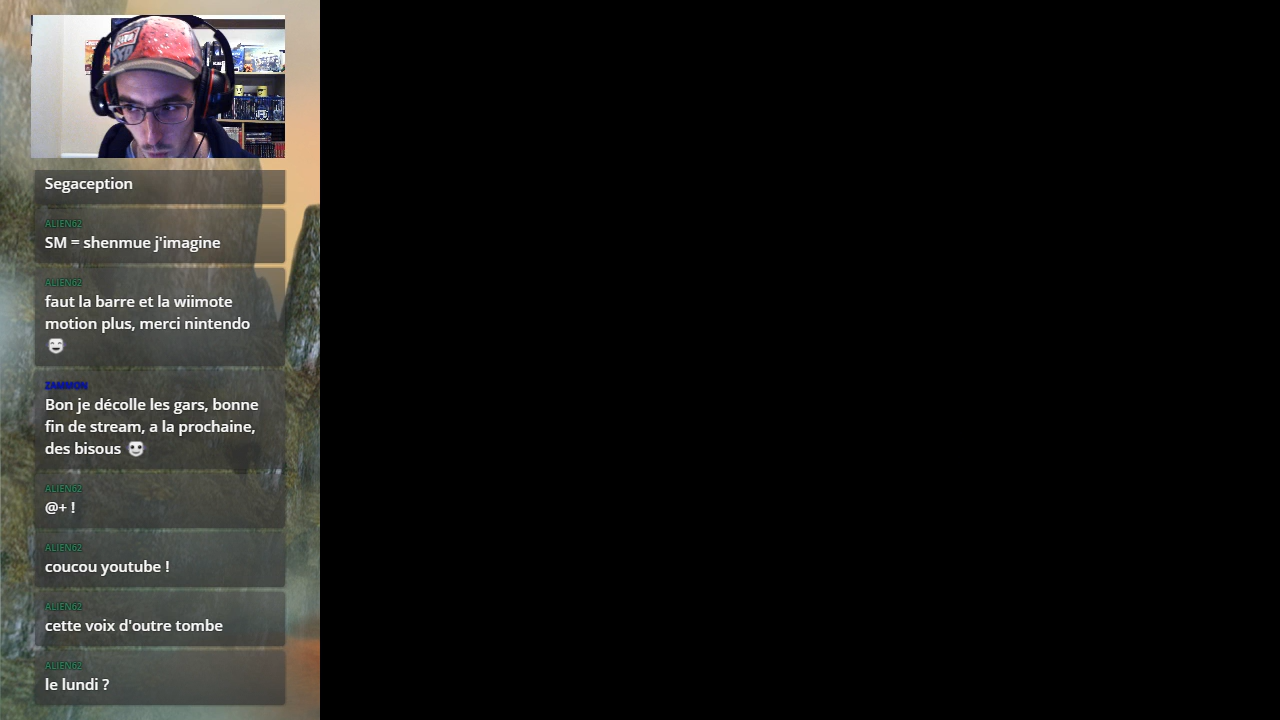 Segaception
ALIEN62
SM = shenmue j'imagine
ALIEN62
faut la barre et la wiimote
motion plus, merci nintendo
ZAMMON
Bon je décolle les gars, bonne
fin de stream, a la prochaine,
des bisous
ALIEN62
@+ !
ALIEN62
coucou youtube !
ALIEN62
cette voix d'outre tombe
ALIEN62
le lundi ?